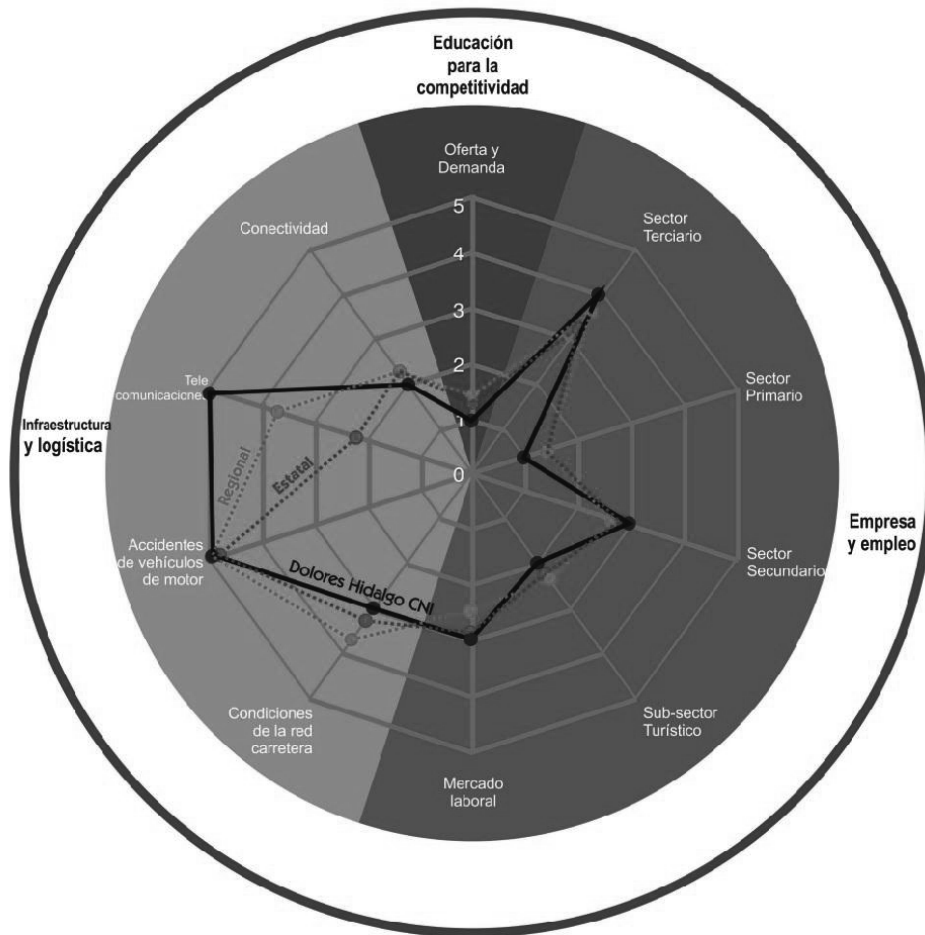 Educación
para la
competitividad
Oferta y
Demanda
Conectividad
Sector
Terciario
5
4
3
2
1
0
Tele
comunicacione
Sector
Primario
Infraestructura
y logística
Regional
Estatal
Empresa
y empleo
Accidentes
de vehículos
de motor
Dolores Hidalgo CNI
Sector
Secundario
Condiciones
de la red
carretera
Sub-sector
Turístico
Mercado
laboral